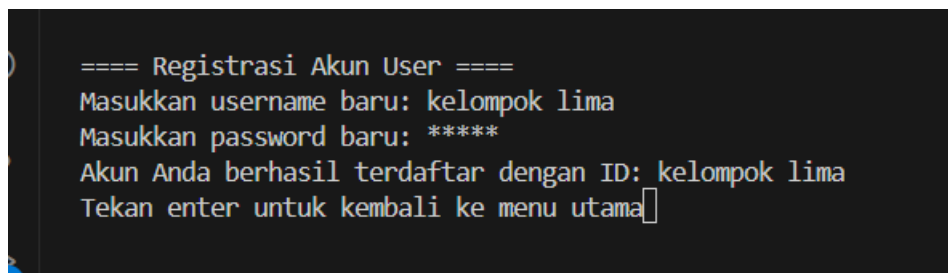 ==== Registrasi Akun User ====
Masukkan username baru: kelompok lima
Masukkan password baru: *****
Akun Anda berhasil terdaftar dengan ID: kelompok lima
Tekan enter untuk kembali ke menu utama